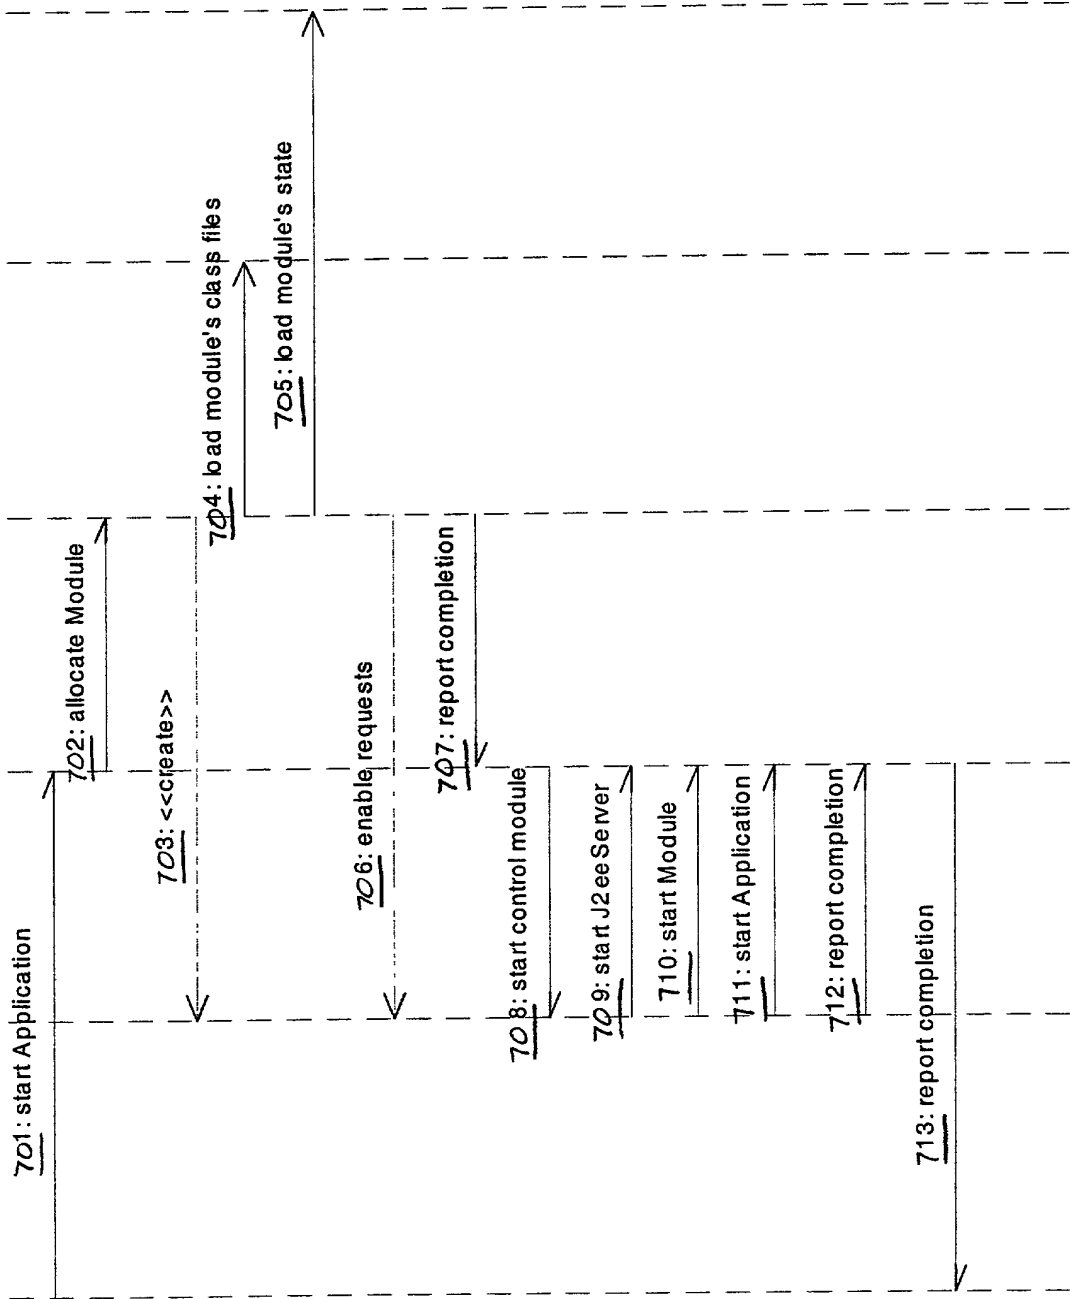 701: start Application
702: allocate Module
703: <<create>>
704: load module's class files
705: load module's state
706: enable requests
707: report completion
708: start control module
709: start J2eeServer
710: start Module
711: start Application
712: report completion
713: report completion